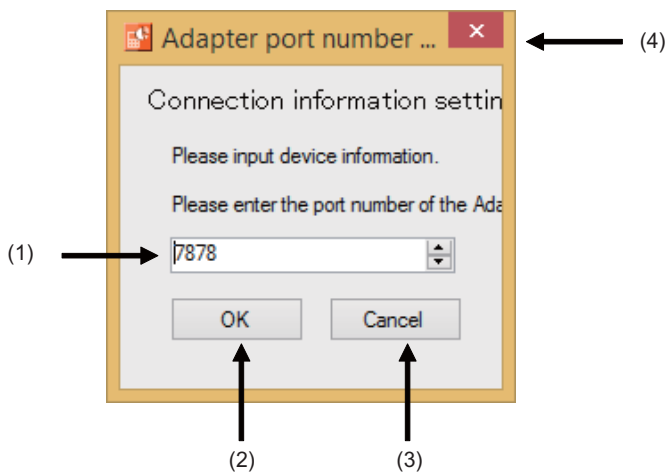 Adapter port number ...
(4)
Connection information settin
Please input device information.
Please enter the port number of the Ada
(1)
7878
OK
Cancel
(2)
(3)